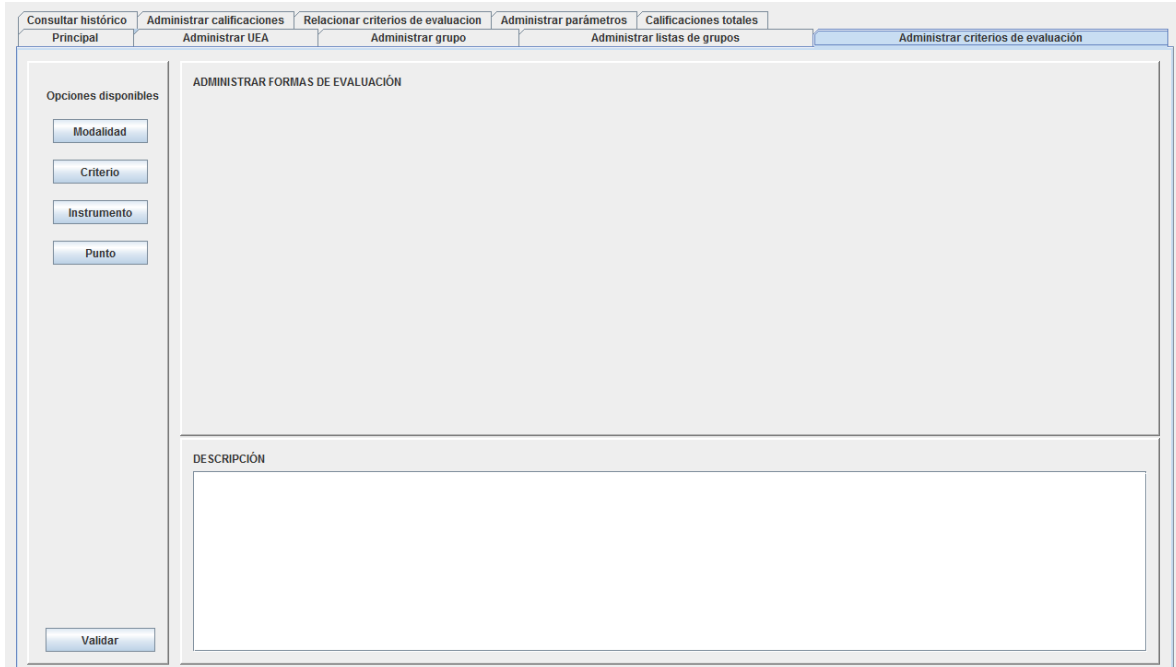 Consultar histórico Administrar calificaciones Relacionar criterios de evaluacion Administrar parámetros Calificaciones totales
Principal Administrar UEA Administrar grupo Administrar listas de grupos Administrar criterios de evaluación
Opciones disponibles
Modalidad
Criterio
Instrumento
Punto
Validar
ADMINISTRAR FORMAS DE EVALUACIÓN
DESCRIPCIÓN